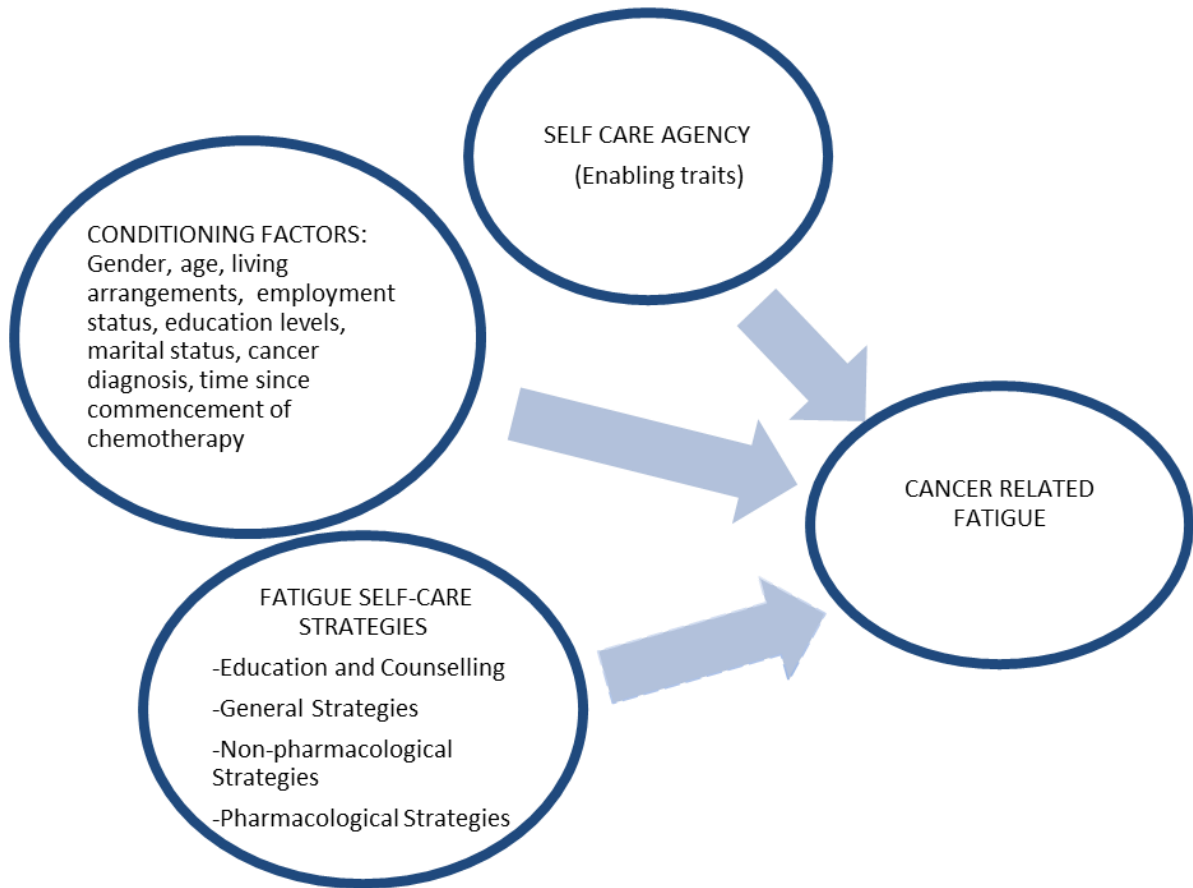 SELF CARE AGENCY
(Enabling traits)
CONDITIONING FACTORS:
Gender, age, living
arrangements, employment
status, education levels,
marital status, cancer
diagnosis, time since
commencement of
chemotherapy
CANCER RELATED
FATIGUE
FATIGUE SELF-CARE
STRATEGIES
-Education and Counselling
-General Strategies
-Non-pharmacological
Strategies
-Pharmacological Strategies